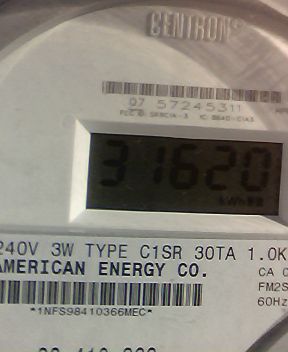 CENTRON®
07 57245311
31620
kWh
240V 3W TYPE C1SR 30TA 1.0K
AMERICAN ENERGY CO.
CA 0
FM2S
60Hz
*1NFS98410366MEC*